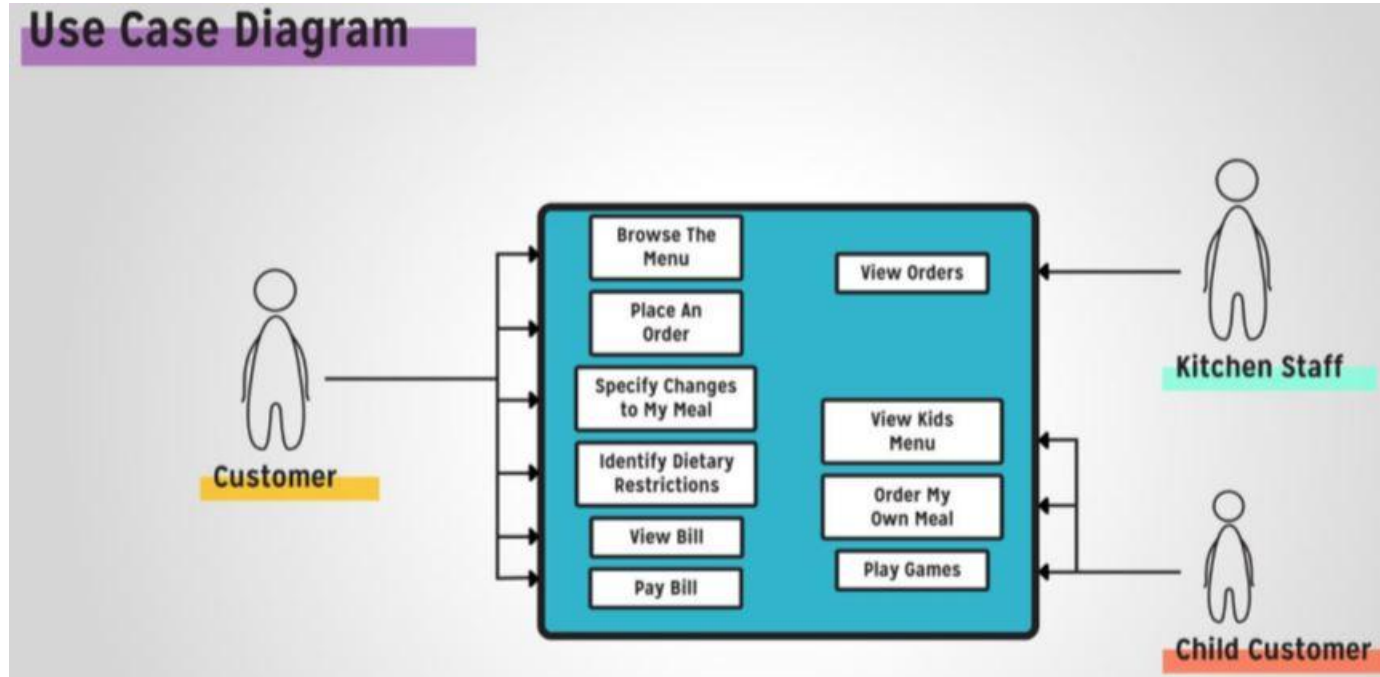 Use Case Diagram
Browse The
Menu
Place An
Order
Specify Changes
to My Meal
Identify Dietary
Restrictions
View Bill
Pay Bill
View Orders
View Kids
Menu
Order My
Own Meal
Play Games
Customer
Kitchen Staff
Child Customer